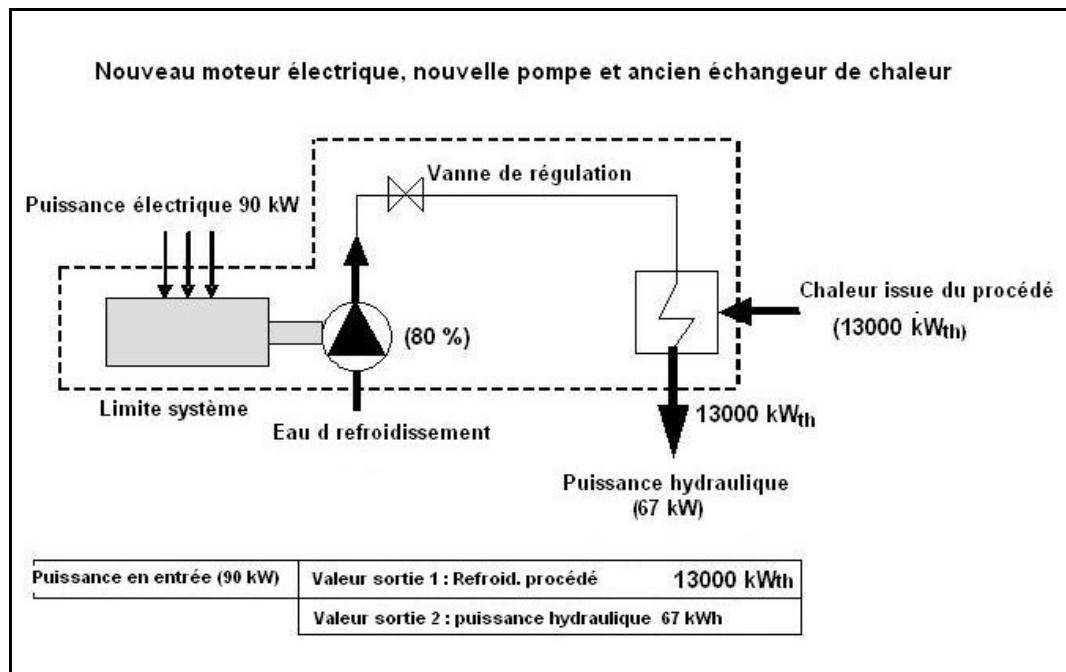 Nouveau moteur électrique, nouvelle pompe et ancien échangeur de chaleur
Vanne de régulation
Puissance électrique 90 kW
Chaleur issue du procédé
(13000 kWth)
(80 %)
Limite système
Eau d refroidissement
13000 kWth
Puissance hydraulique
(67 kW)
Puissance en entrée (90 kW) Valeur sortie 1 : Refroid. procédé 13000 kWth
Valeur sortie 2 : puissance hydraulique 67 kWh